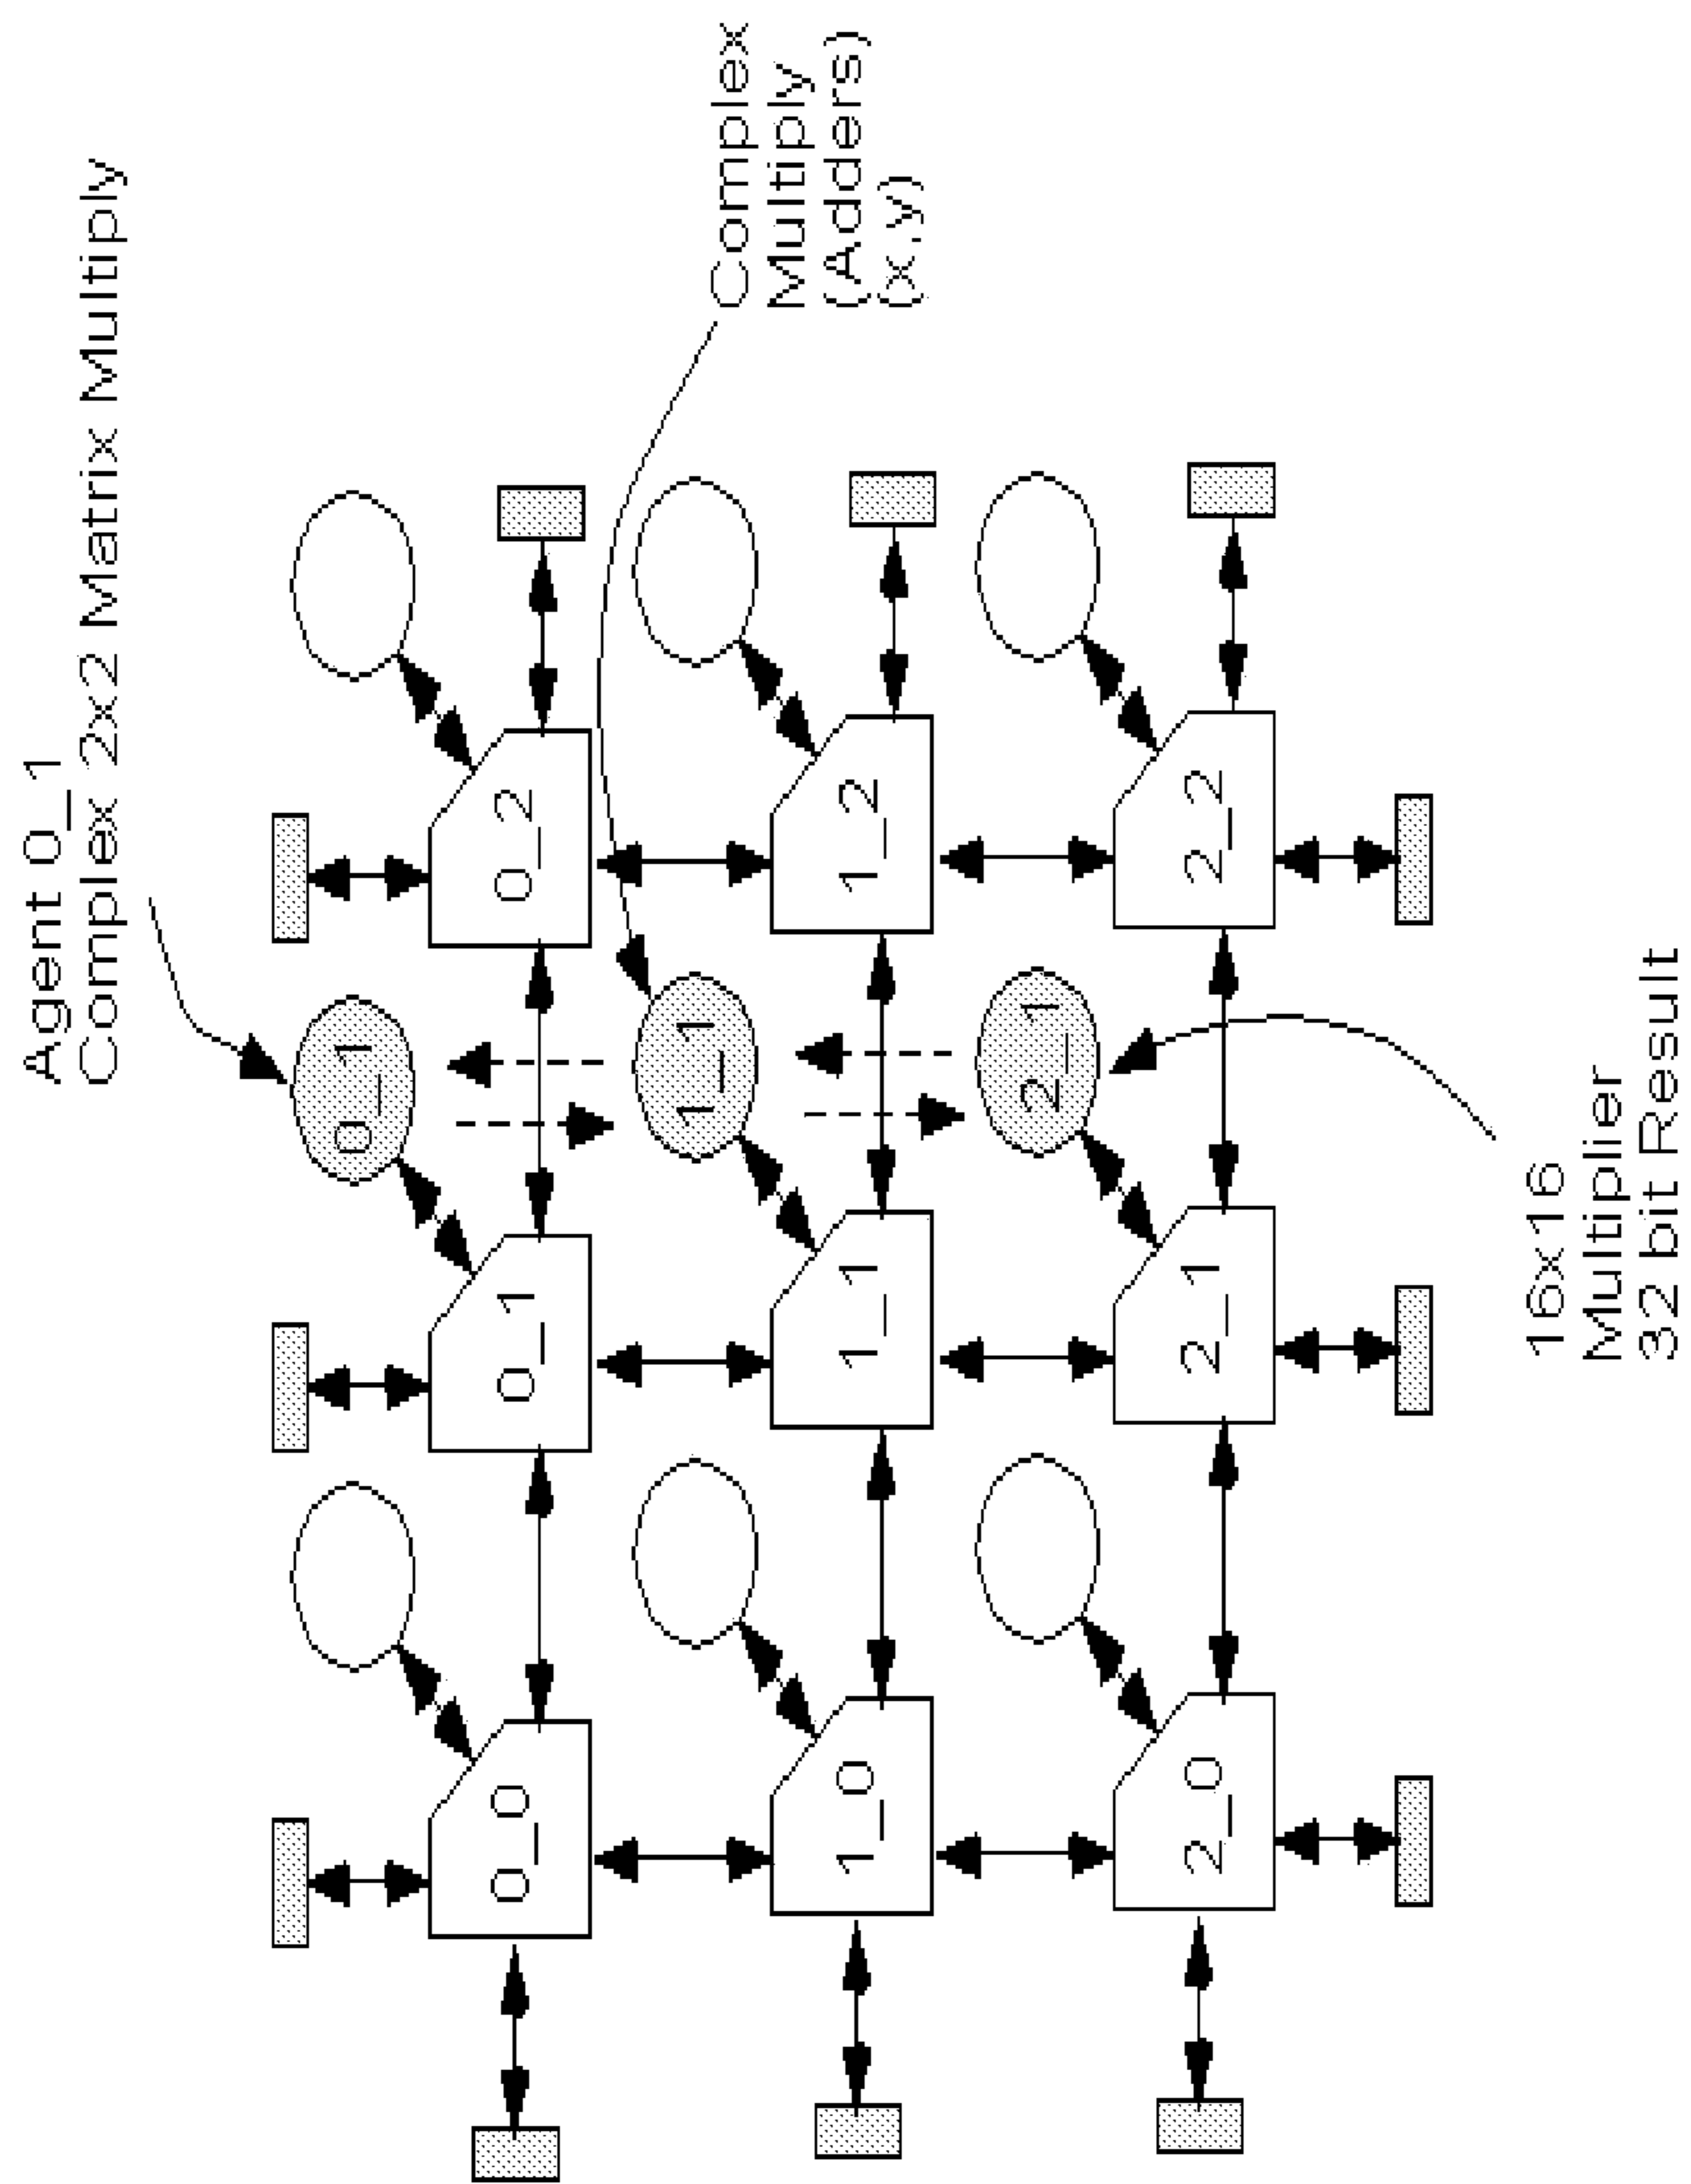 Agent 0_1
Complex 2x2 Matrix Multiply
0_1
0_0
0_1
0_2
Complex
Multiply
(Adders)
(x,y)
1_1
1_0
1_1
1_2
2_1
2_0
2_1
2_2
16x16
Multiplier
32 bit Result